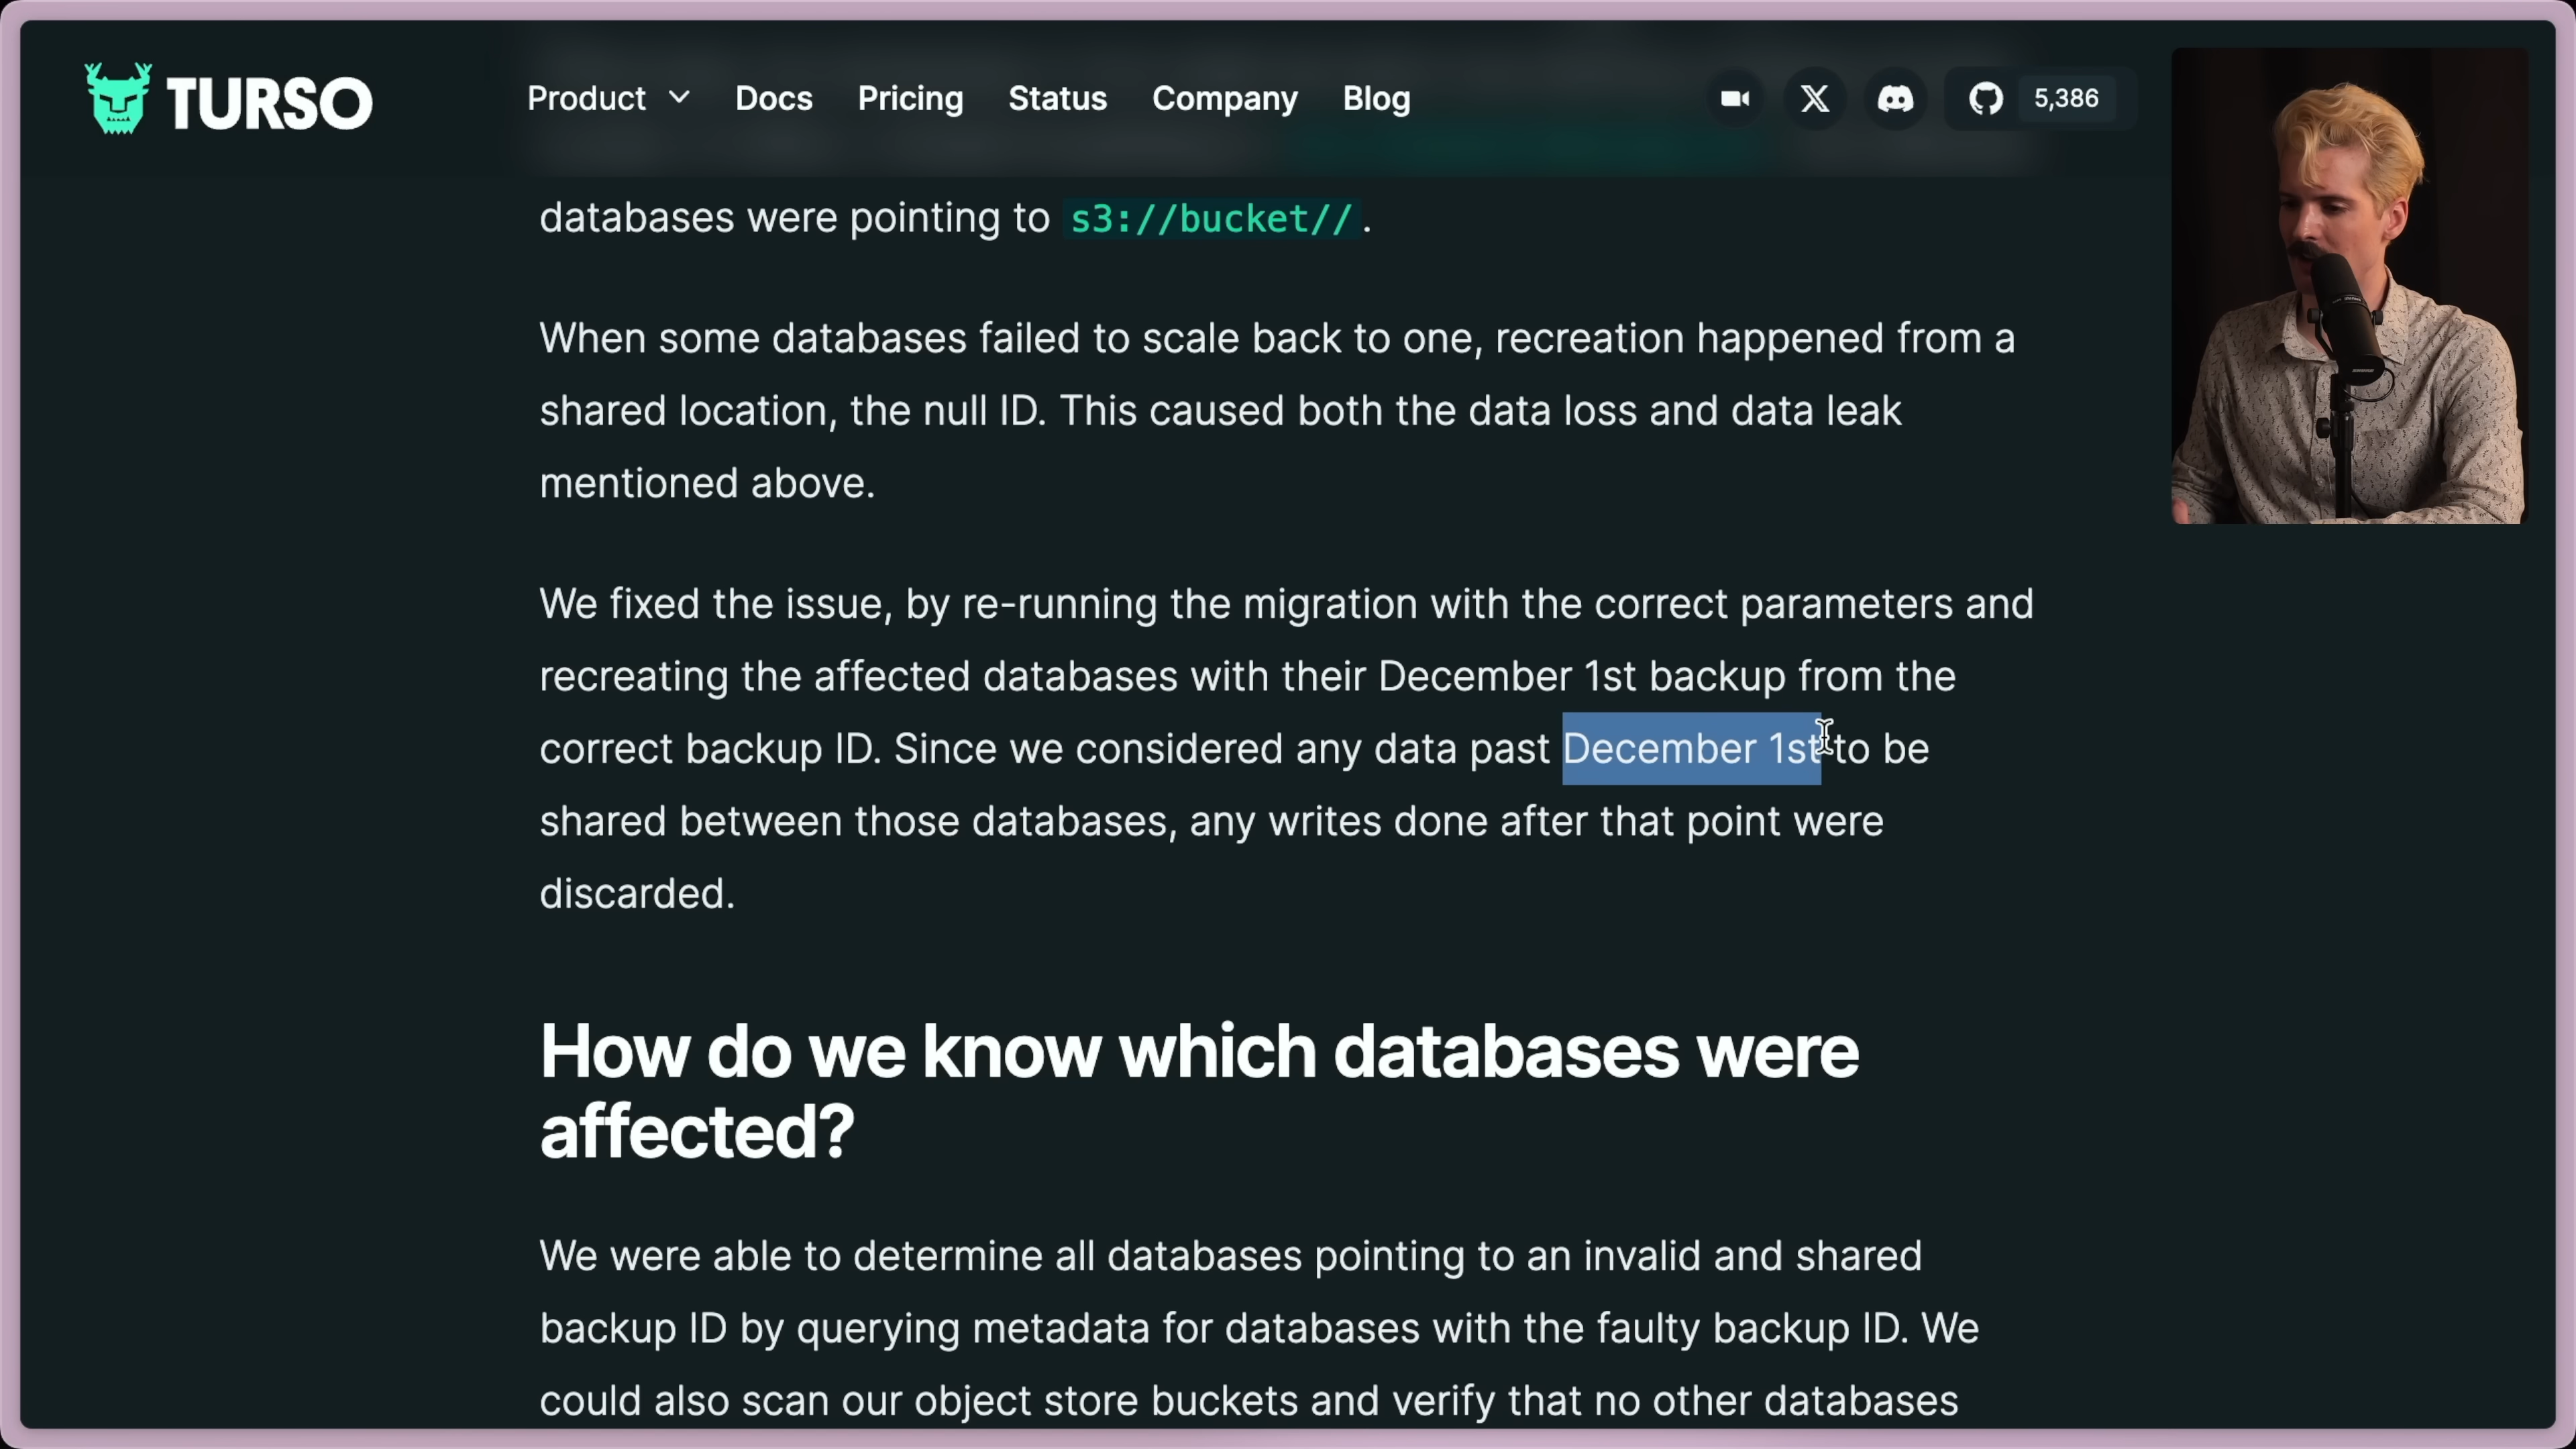 TURSO
Product
Docs
Pricing
Status
Company
Blog
5,386
databases were pointing to s3://bucket//.
When some databases failed to scale back to one, recreation happened from a
shared location, the null ID. This caused both the data loss and data leak
mentioned above.
We fixed the issue, by re-running the migration with the correct parameters and
recreating the affected databases with their December 1st backup from the
correct backup ID. Since we considered any data past December 1st to be
shared between those databases, any writes done after that point were
discarded.
How do we know which databases were
affected?
We were able to determine all databases pointing to an invalid and shared
backup ID by querying metadata for databases with the faulty backup ID. We
could also scan our object store buckets and verify that no other databases